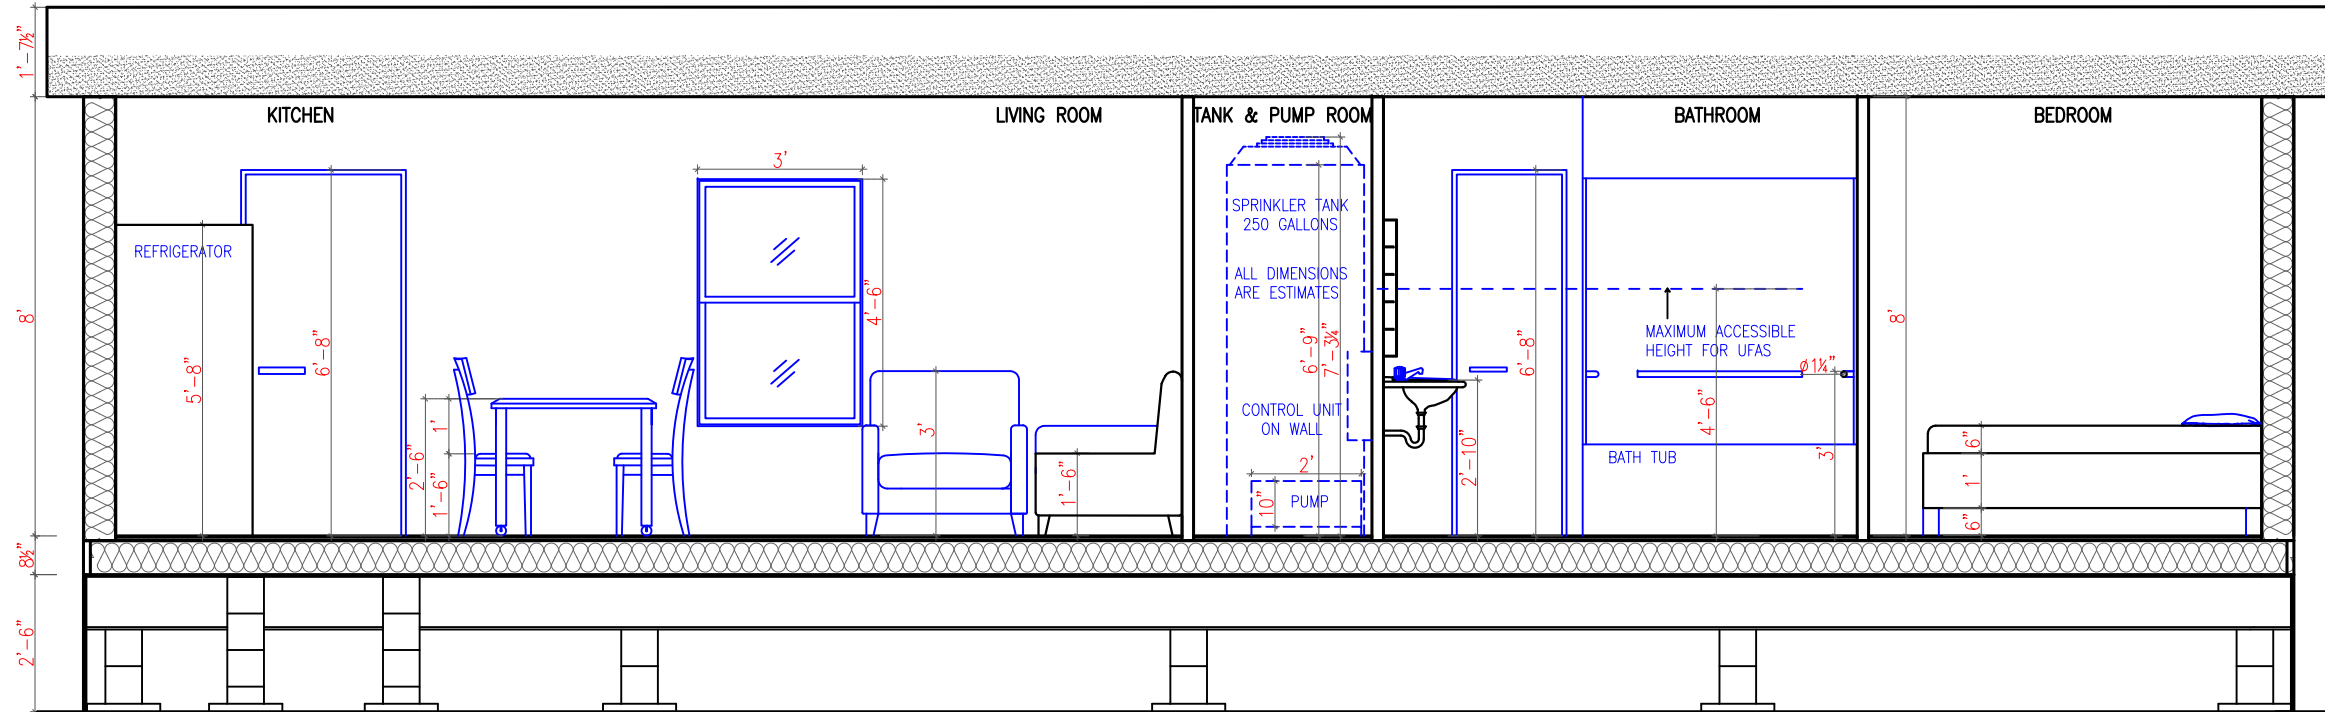 1'-7½"
KITCHEN
LIVING ROOM
TANK & PUMP ROOM
BATHROOM
BEDROOM
3'
SPRINKLER TANK
250 GALLONS
REFRIGERATOR
ALL DIMENSIONS
ARE ESTIMATES
4'-6"
8'
8'
MAXIMUM ACCESSIBLE
HEIGHT FOR UFAS
6'-8"
6'-9"
7'-3¼"
6'-8"
ø1¼"
5'-8"
CONTROL UNIT
ON WALL
4'-6"
1'
3'
2'-6"
2'-10"
3'
6"
BATH TUB
2'
1'-6"
1'-6"
10"
PUMP
1'
6"
8½"
2'-6"